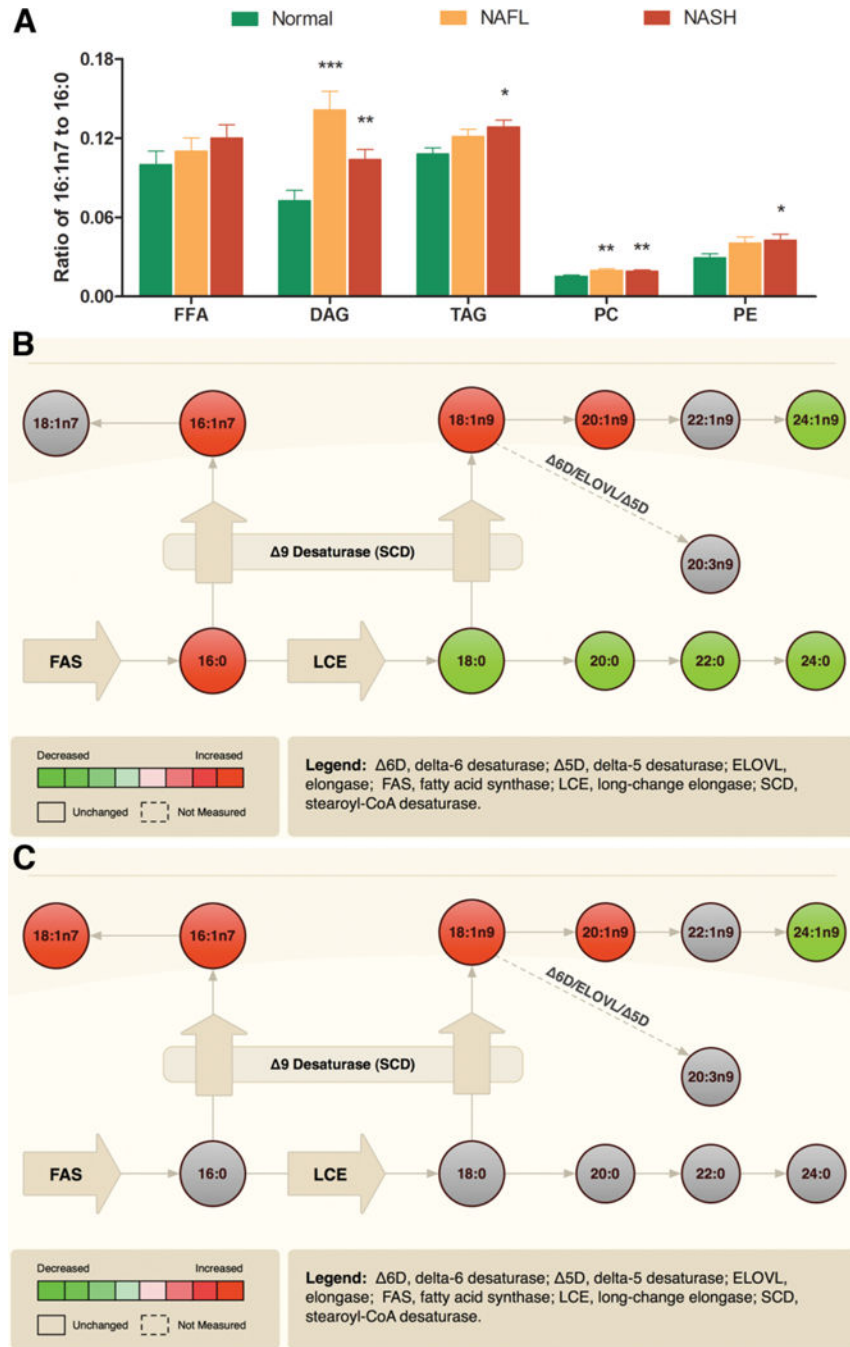 A
Normal NAFL NASH
Ratio of 16:1n7 to 16:0
0.18
0.12
0.06
0.00
*** ** * ** ** *
FFA DAG TAG PC PE
B
18:1n7 16:1n7 18:1n9 20:1n9 22:1n9 24:1n9
Δ6D/ELOVL/Δ5D
Δ9 Desaturase (SCD)
20:3n9
FAS 16:0 LCE 18:0 20:0 22:0 24:0
Decreased Increased
Unchanged Not Measured
Legend: Δ6D, delta-6 desaturase; Δ5D, delta-5 desaturase; ELOVL,
elongase; FAS, fatty acid synthase; LCE, long-change elongase; SCD,
stearoyl-CoA desaturase.
C
18:1n7 16:1n7 18:1n9 20:1n9 22:1n9 24:1n9
Δ6D/ELOVL/Δ5D
Δ9 Desaturase (SCD)
20:3n9
FAS 16:0 LCE 18:0 20:0 22:0 24:0
Decreased Increased
Unchanged Not Measured
Legend: Δ6D, delta-6 desaturase; Δ5D, delta-5 desaturase; ELOVL,
elongase; FAS, fatty acid synthase; LCE, long-change elongase; SCD,
stearoyl-CoA desaturase.